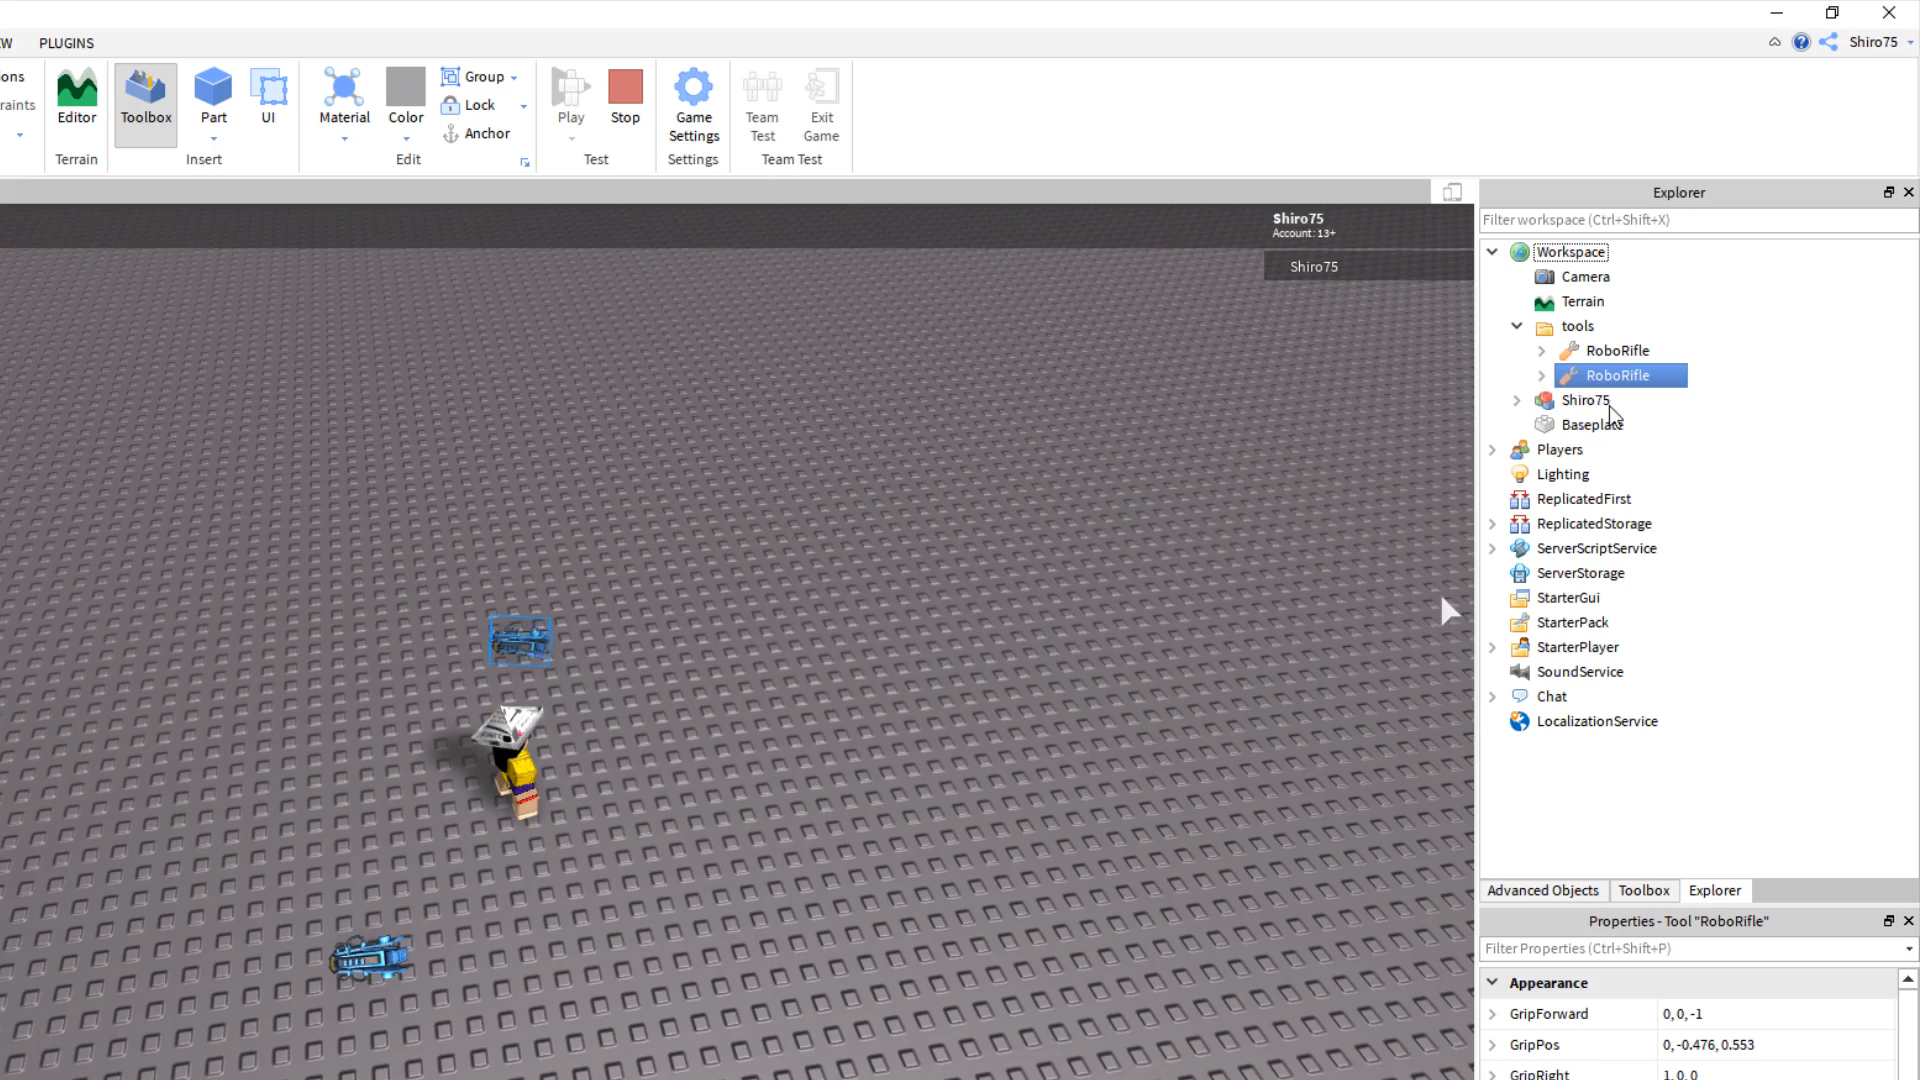 EW PLUGINS Shiro75
ons Group
raints Editor Toolbox Part UI Material Color Lock Play Stop Game Settings Team Test Exit Game
Anchor
Terrain Insert Edit Test Settings Team Test
Explorer
Filter workspace (Ctrl+Shift+X)
Shiro75
Account: 13+
Shiro75
Workspace
Camera
Terrain
tools
RoboRifle
RoboRifle
Shiro75
Baseplate
Players
Lighting
ReplicatedFirst
ReplicatedStorage
ServerScriptService
ServerStorage
StarterGui
StarterPack
StarterPlayer
SoundService
Chat
LocalizationService
Advanced Objects Toolbox Explorer
Properties - Tool "RoboRifle"
Filter Properties (Ctrl+Shift+P)
Appearance
GripForward 0, 0, -1
GripPos 0, -0.476, 0.553
GripRight 1, 0, 0